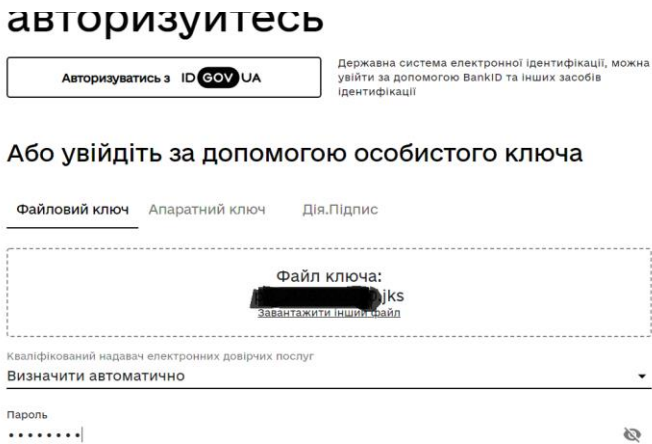 авторизуйтесь
Авторизуватись з ID GOV UA
Державна система електронної ідентифікації, можна
увійти за допомогою BankID та інших засобів
ідентифікації
Або увійдіть за допомогою особистого ключа
Файловий ключ Апаратний ключ Дія.Підпис
Файл ключа:
.jks
Завантажити інший файл
Кваліфікований надавач електронних довірчих послуг
Визначити автоматично
Пароль
••••••••